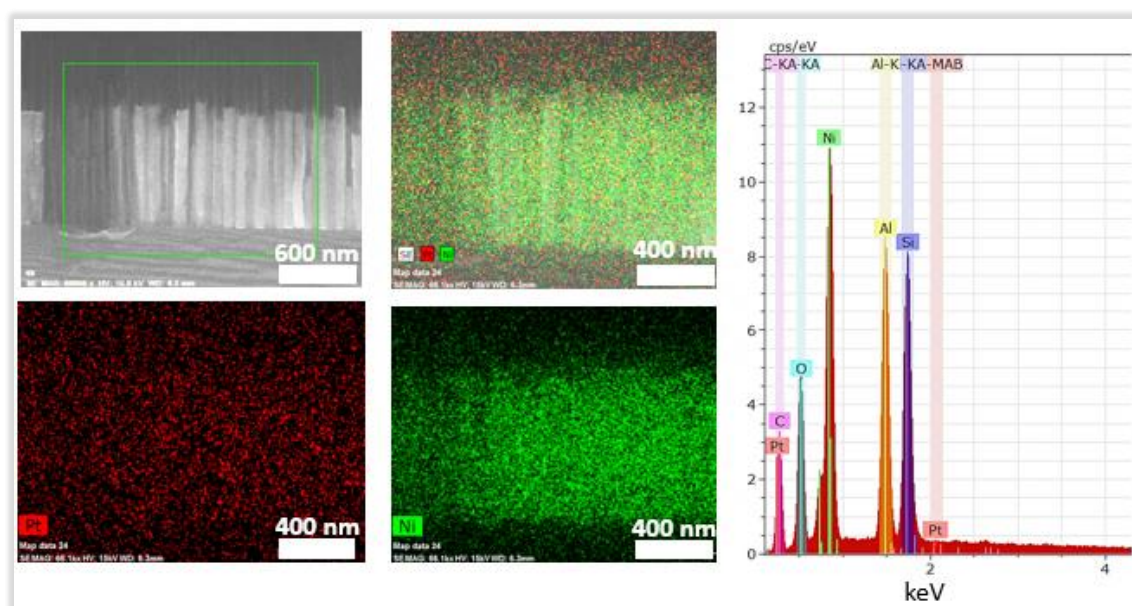 600 nm
400 nm
Map data 24
SEMAG: 66.1kx HV: 15kV WD: 6.3mm
Pt
400 nm
Map data 24
SEMAG: 66.1kx HV: 15kV WD: 6.3mm
Ni
400 nm
Map data 24
SEMAG: 66.1kx HV: 15kV WD: 6.3mm
cps/eV
C-KA-KA
Al-K-KA-MAB
12
10
8
6
4
2
0
Ni
Al
Si
O
C
Pt
Pt
2
4
keV